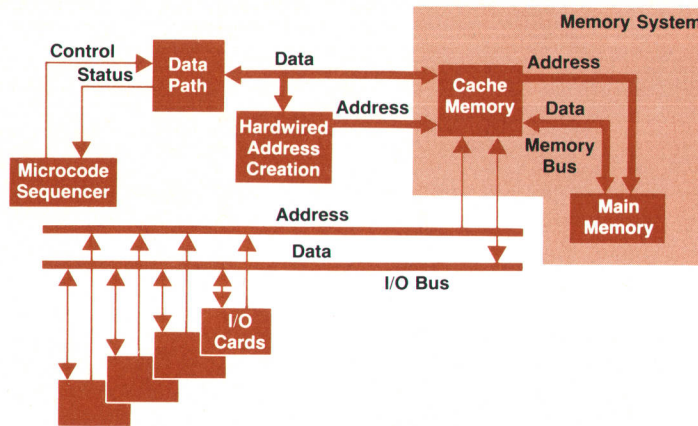 Memory System
Control
Status
Data
Path
Data
Address
Hardwired
Address
Creation
Cache
Memory
Address
Data
Memory
Bus
Main
Memory
Microcode
Sequencer
Address
Data
I/O Bus
I/O
Cards